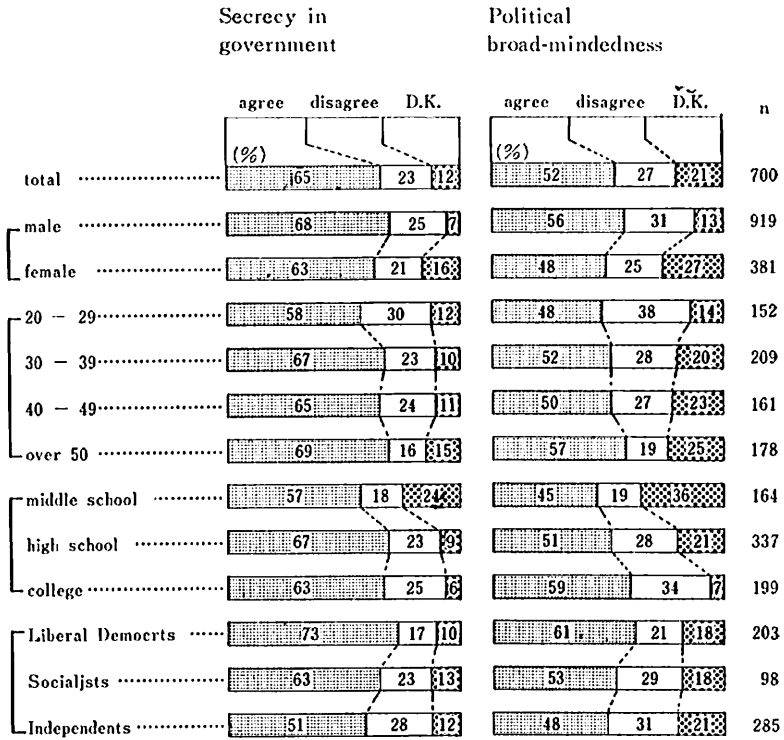 Secrecy in government
Political broad-mindedness
agree disagree D.K. agree disagree D.K. n
(%) (%)
total 65 23 12 52 27 21 700
male 68 25 7 56 31 13 919
female 63 21 16 48 25 27 381
20 - 29 58 30 12 48 38 14 152
30 - 39 67 23 10 52 28 20 209
40 - 49 65 24 11 50 27 23 161
over 50 69 16 15 57 19 25 178
middle school 57 18 24 45 19 36 164
high school 67 23 9 51 28 21 337
college 63 25 6 59 34 7 199
Liberal Democrts 73 17 10 61 21 18 203
Socialjsts 63 23 13 53 29 18 98
Independents 51 28 12 48 31 21 285